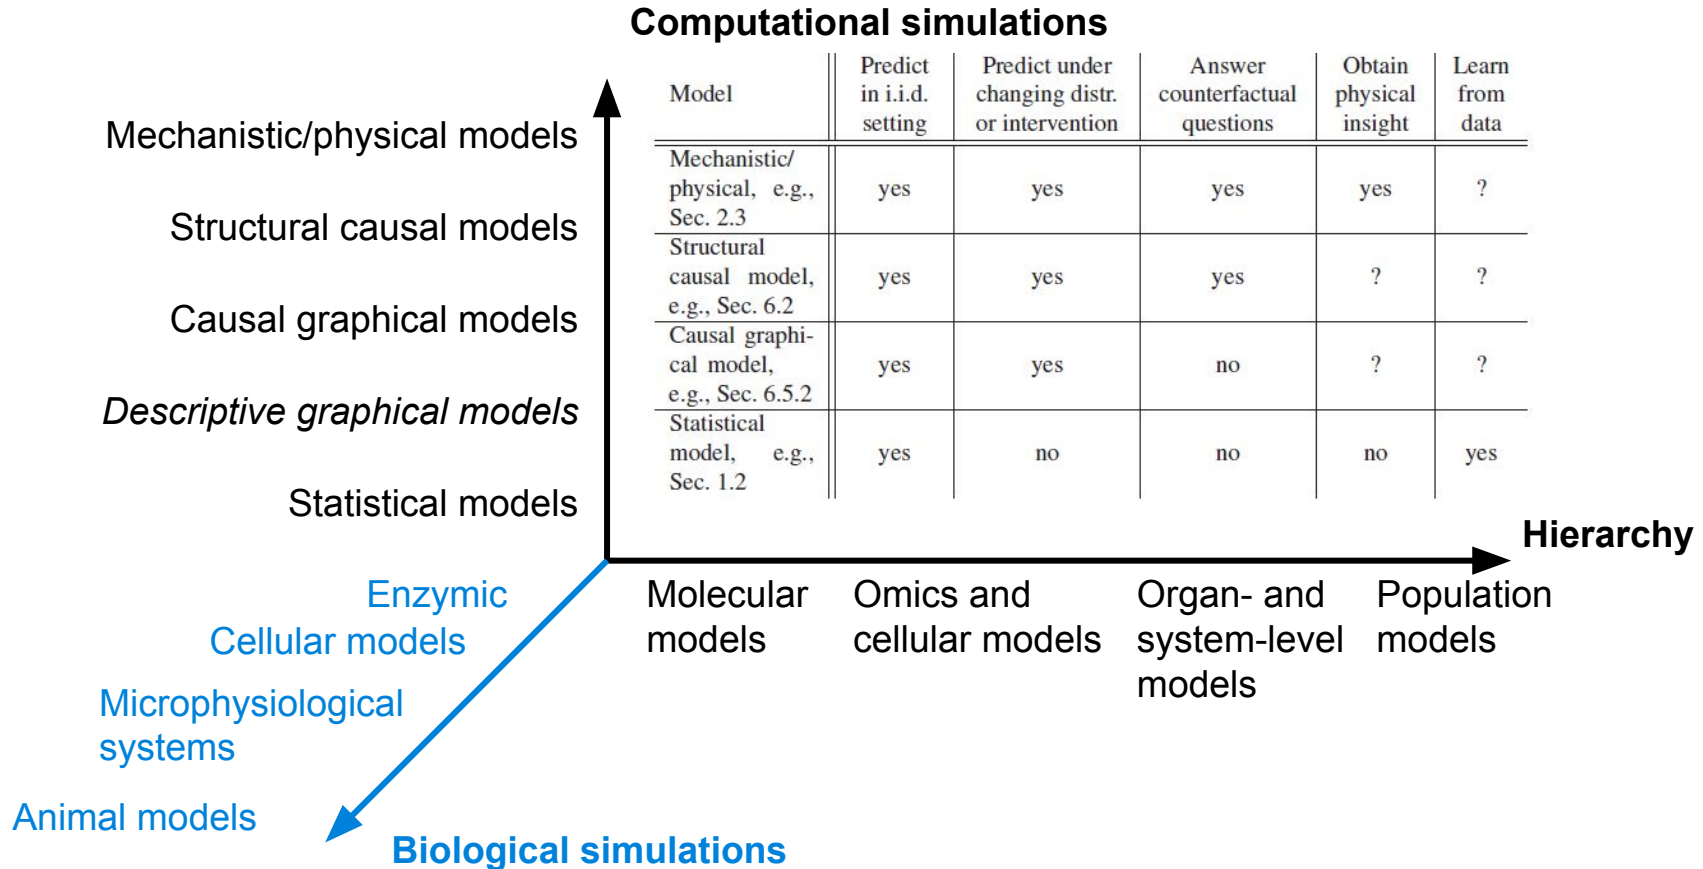 Computational simulations
Mechanistic/physical models
Structural causal models
Causal graphical models
Descriptive graphical models
Statistical models
Model
Predict
in i.i.d.
setting
Predict under
changing distr.
or intervention
Answer
counterfactual
questions
Obtain
physical
insight
Learn
from
data
Mechanistic/
physical, e.g.,
Sec. 2.3
yes
yes
yes
yes
?
Structural
causal model,
e.g., Sec. 6.2
yes
yes
yes
?
?
Causal graphi-
cal model,
e.g., Sec. 6.5.2
yes
yes
no
?
?
Statistical
model, e.g.,
Sec. 1.2
yes
no
no
no
yes
Hierarchy
Molecular
models
Omics and
cellular models
Organ- and
system-level
models
Population
models
Enzymic
Cellular models
Microphysiological
systems
Animal models
Biological simulations